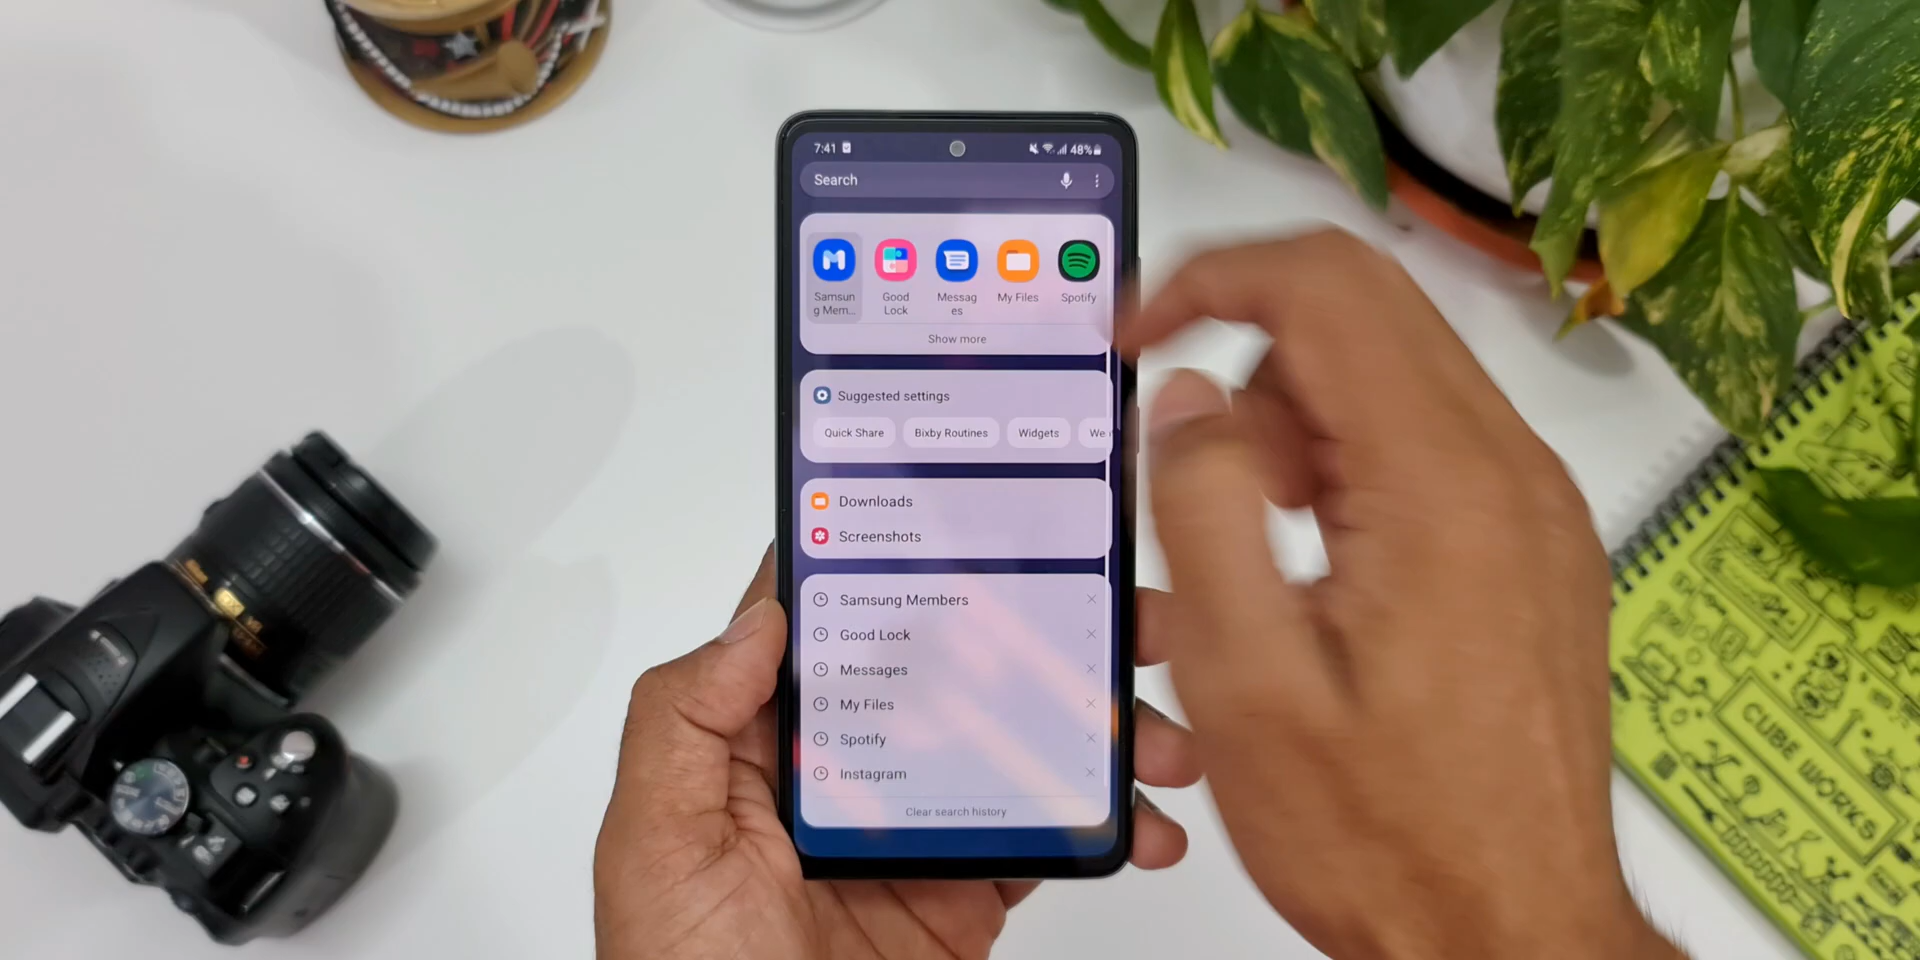 7:41 48%
Search
Samsun
g Mem...
Good
Lock
Messag
es
My Files
Spotify
Show more
Suggested settings
Quick Share Bixby Routines Widgets We
Downloads
Screenshots
Samsung Members
Good Lock
Messages
My Files
Spotify
Instagram
Clear search history
CUBE WORKS